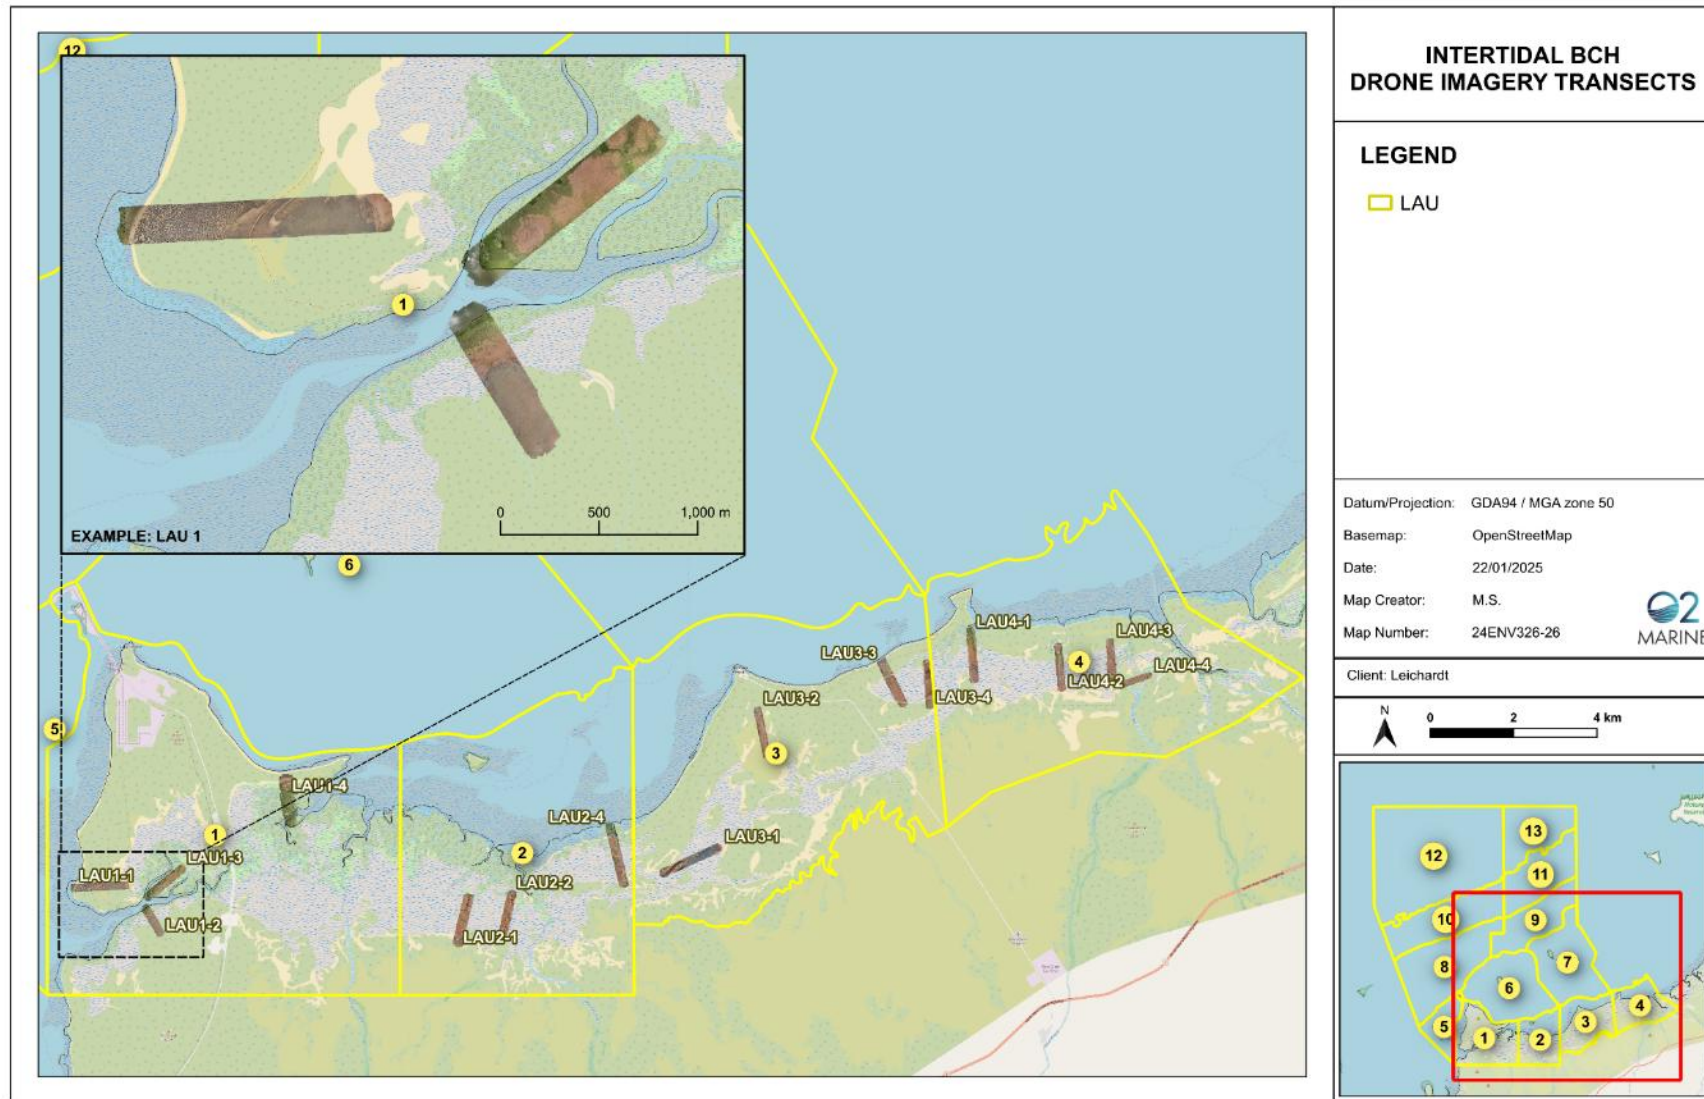 INTERTIDAL BCH
DRONE IMAGERY TRANSECTS
LEGEND
LAU
Datum/Projection: GDA94 / MGA zone 50
Basemap: OpenStreetMap
Date: 22/01/2025
Map Creator: M.S.
Map Number: 24ENV326-26
O2
MARINE
Client: Leichardt
N
0 2 4 km
12
13
11
10
9
8
7
6
5
4
3
2
1
12
1
0 500 1,000 m
EXAMPLE: LAU 1
6
5
LAU4-1
LAU4-3
LAU3-3
4
LAU4-4
LAU4-2
LAU3-4
LAU3-2
3
LAU1-4
LAU2-4
1
LAU3-1
2
LAU1-3
LAU1-1
LAU2-2
LAU1-2
LAU2-1